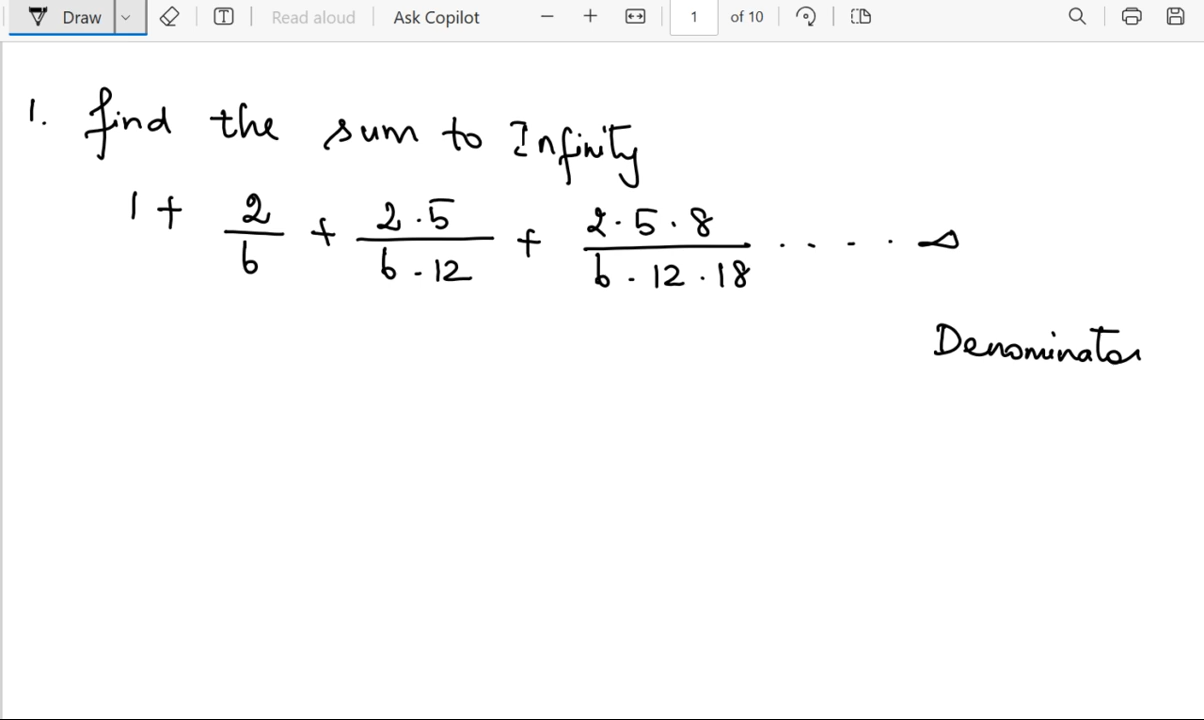 Draw Read aloud Ask Copilot 1 of 10
1. find the sum to Infinity
1 + 2/6 + 2·5/6·12 + 2·5·8/6·12·18 .... ∞
Denominator